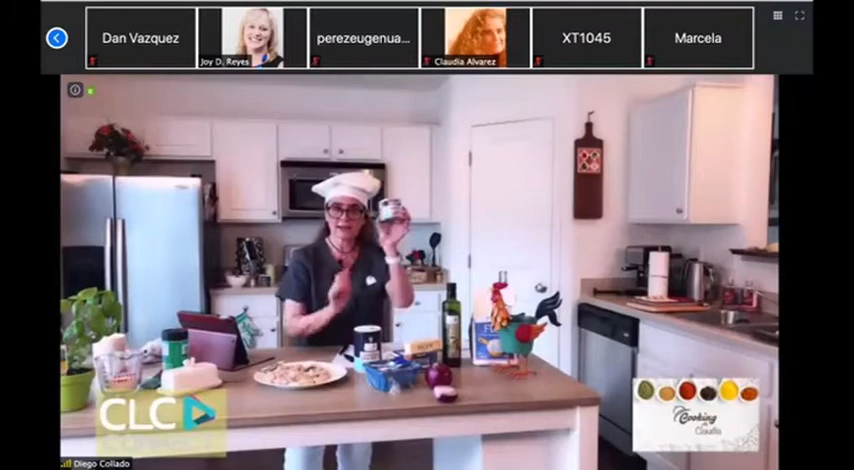 Dan Vazquez
Joy D. Reyes
perezeugenua...
Claudia Alvarez
XT1045
Marcela
CLC
Cooking
Claudia
Diego Collado